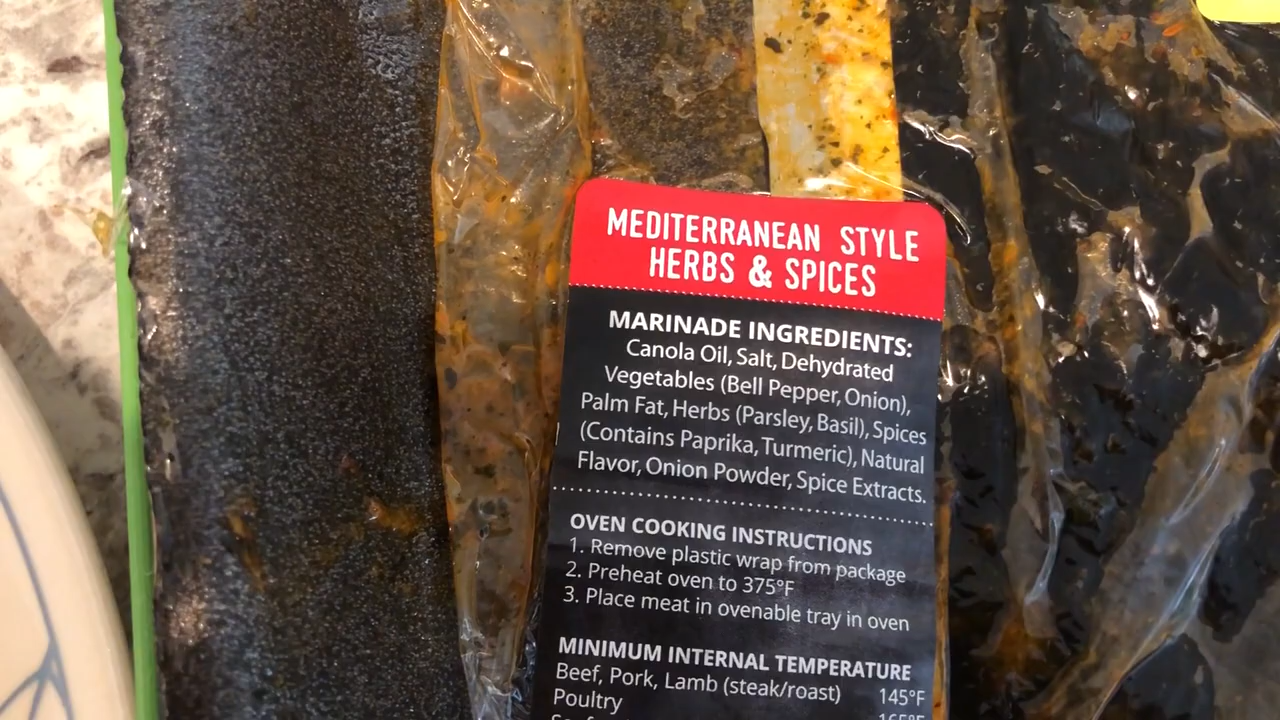 MEDITERRANEAN STYLE
HERBS & SPICES
MARINADE INGREDIENTS:
Canola Oil, Salt, Dehydrated
Vegetables (Bell Pepper, Onion),
Palm Fat, Herbs (Parsley, Basil), Spices
(Contains Paprika, Turmeric), Natural
Flavor, Onion Powder, Spice Extracts.
OVEN COOKING INSTRUCTIONS
1. Remove plastic wrap from package
2. Preheat oven to 375°F
3. Place meat in ovenable tray in oven
MINIMUM INTERNAL TEMPERATURE
Beef, Pork, Lamb (steak/roast) 145°F
Poultry 165°F